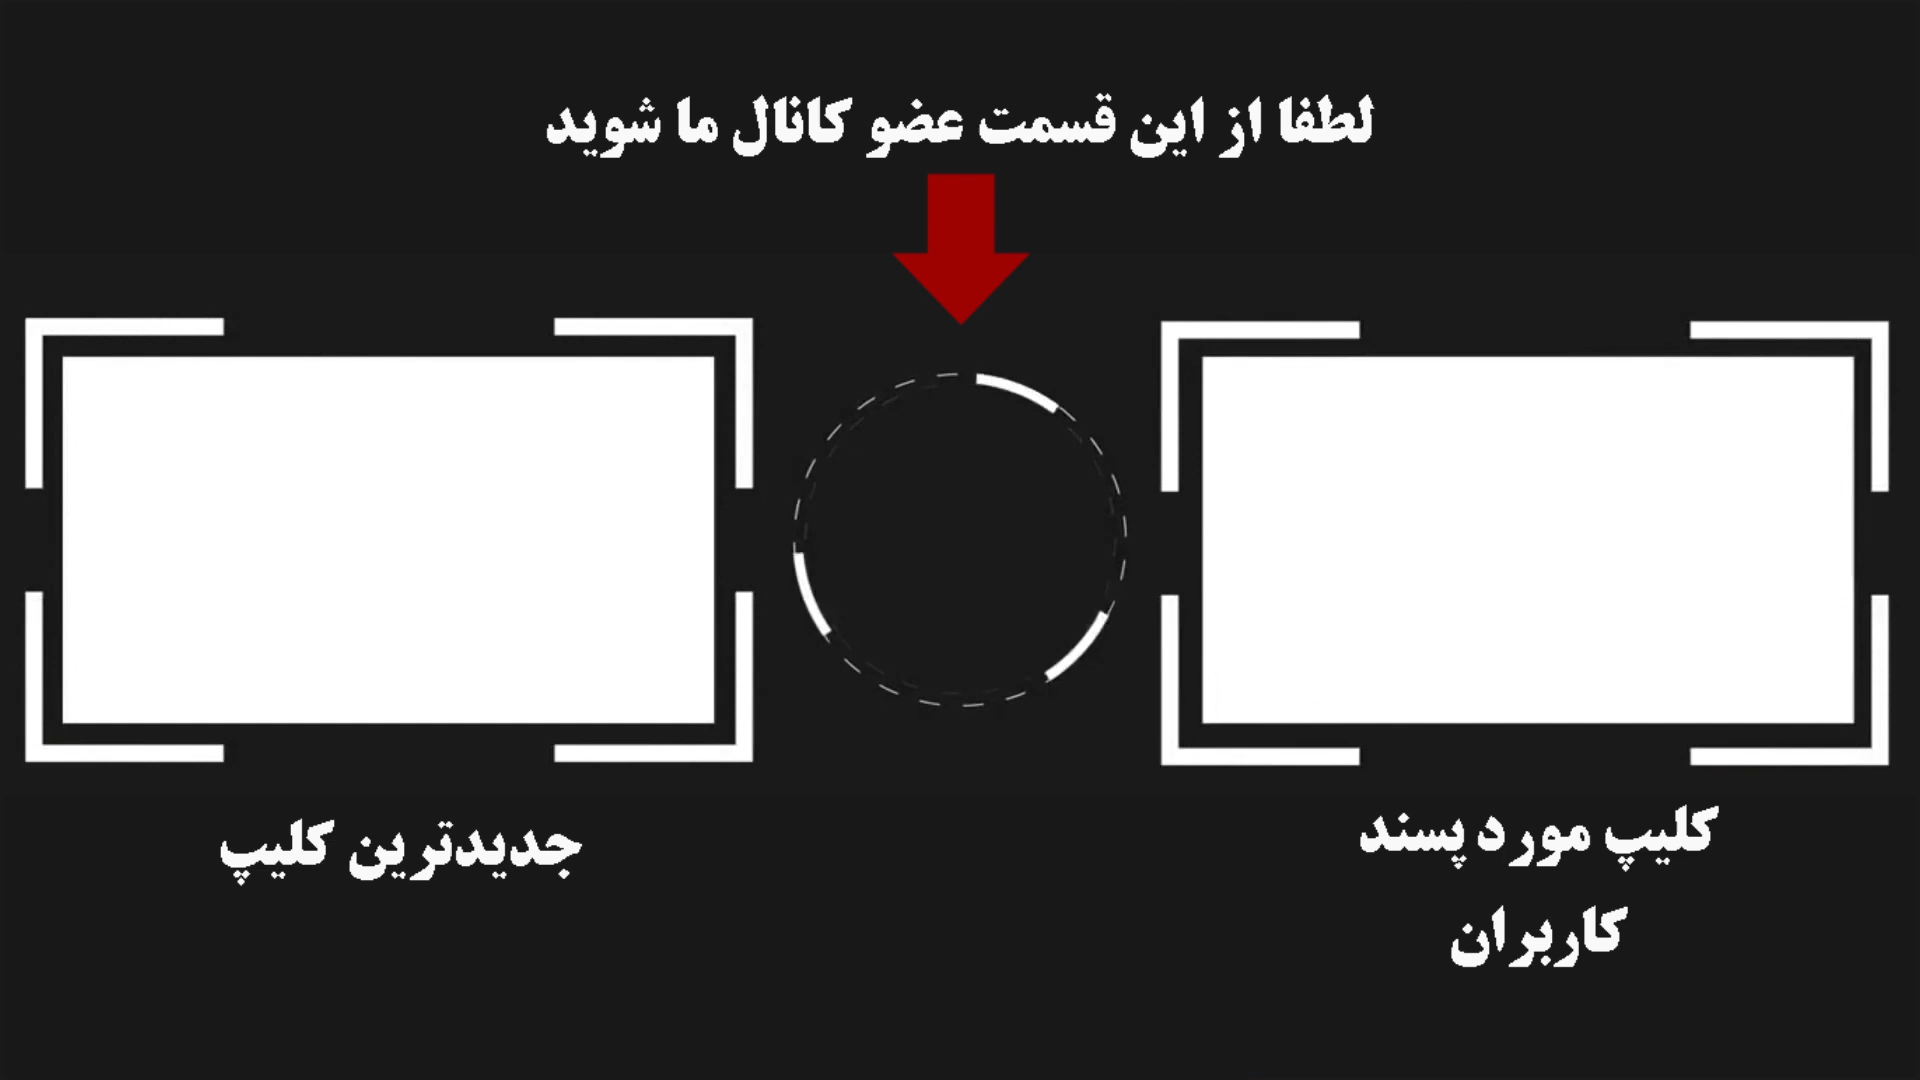 لطفا از این قسمت عضو کانال ما شوید
کلیپ مورد پسند
کاربران
جدیدترین کلیپ